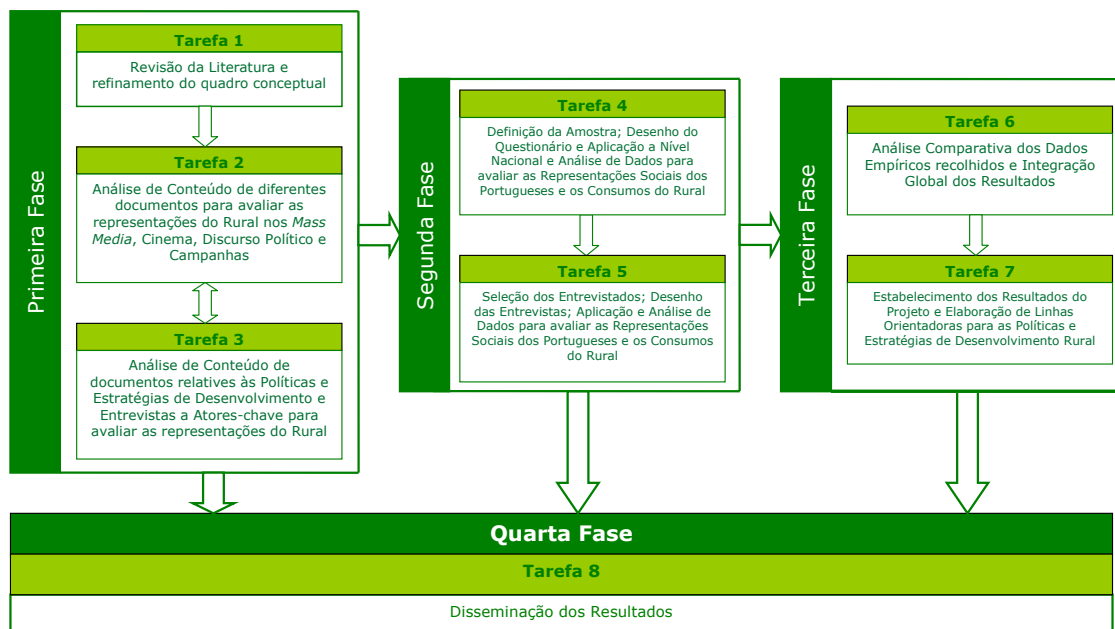 Primeira Fase
Tarefa 1
Revisão da Literatura e
refinamento do quadro conceptual
Tarefa 2
Análise de Conteúdo de diferentes
documentos para avaliar as
representações do Rural nos Mass
Media, Cinema, Discurso Político e
Campanhas
Tarefa 3
Análise de Conteúdo de
documentos relatives às Políticas e
Estratégias de Desenvolvimento e
Entrevistas a Atores-chave para
avaliar as representações do Rural
Segunda Fase
Tarefa 4
Definição da Amostra; Desenho do
Questionário e Aplicação a Nível
Nacional e Análise de Dados para
avaliar as Representações Sociais dos
Portugueses e os Consumos do Rural
Tarefa 5
Seleção dos Entrevistados; Desenho
das Entrevistas; Aplicação e Análise de
Dados para avaliar as Representações
Sociais dos Portugueses e os Consumos
do Rural
Terceira Fase
Tarefa 6
Análise Comparativa dos Dados
Empíricos recolhidos e Integração
Global dos Resultados
Tarefa 7
Estabelecimento dos Resultados do
Projeto e Elaboração de Linhas
Orientadoras para as Políticas e
Estratégias de Desenvolvimento Rural
Quarta Fase
Tarefa 8
Disseminação dos Resultados